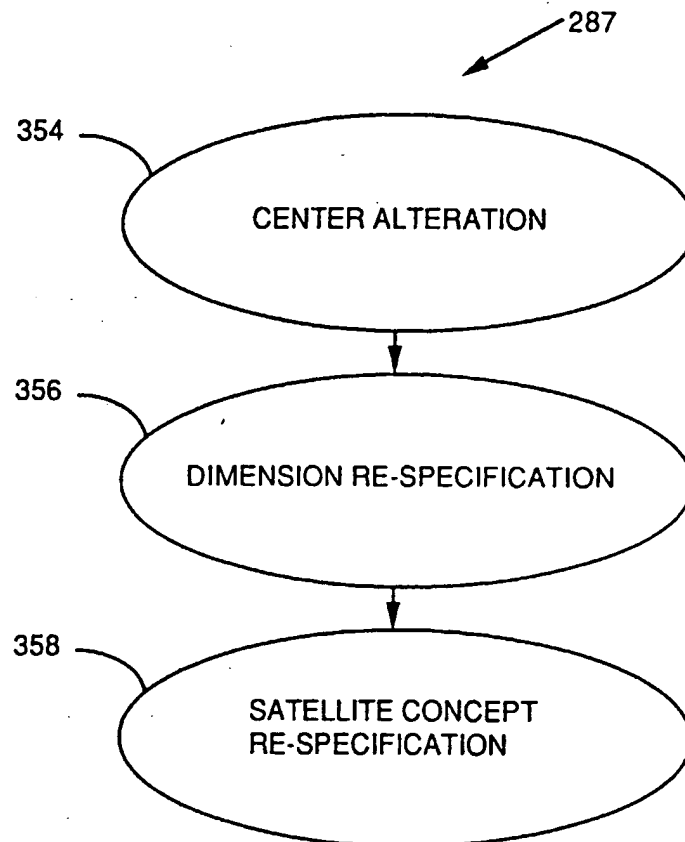 287
354
CENTER ALTERATION
356
DIMENSION RE-SPECIFICATION
358
SATELLITE CONCEPT
RE-SPECIFICATION